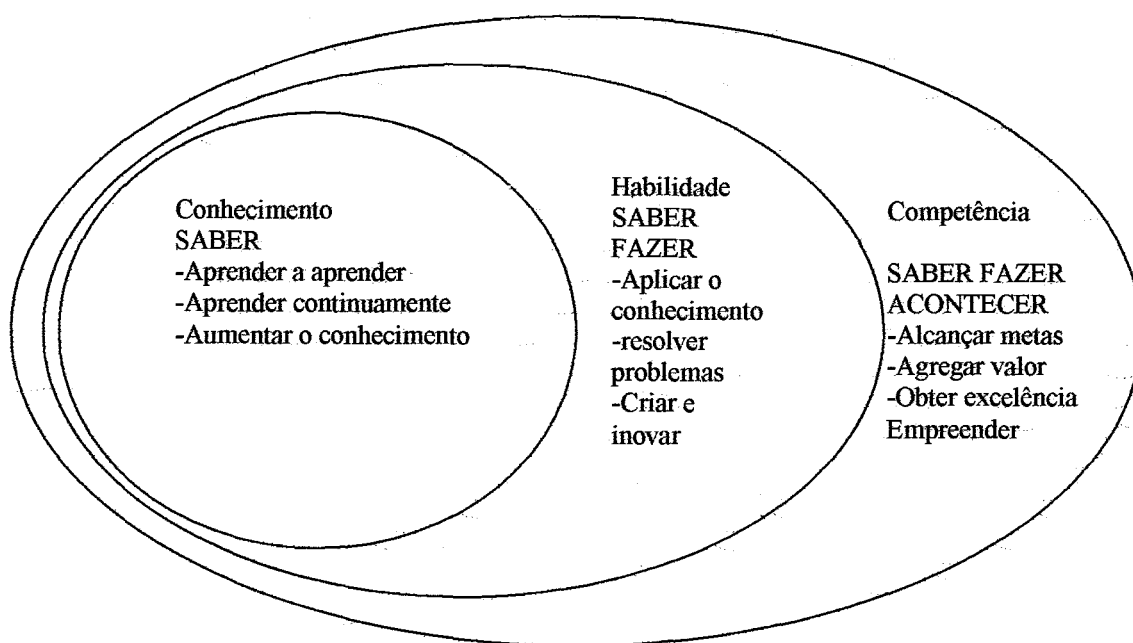 Conhecimento
SABER
-Aprender a aprender
-Aprender continuamente
-Aumentar o conhecimento
Habilidade
SABER
FAZER
-Aplicar o
conhecimento
-resolver
problemas
-Criar e
inovar
Competência
SABER FAZER
ACONTECER
-Alcançar metas
-Agregar valor
-Obter excelência
Empreender